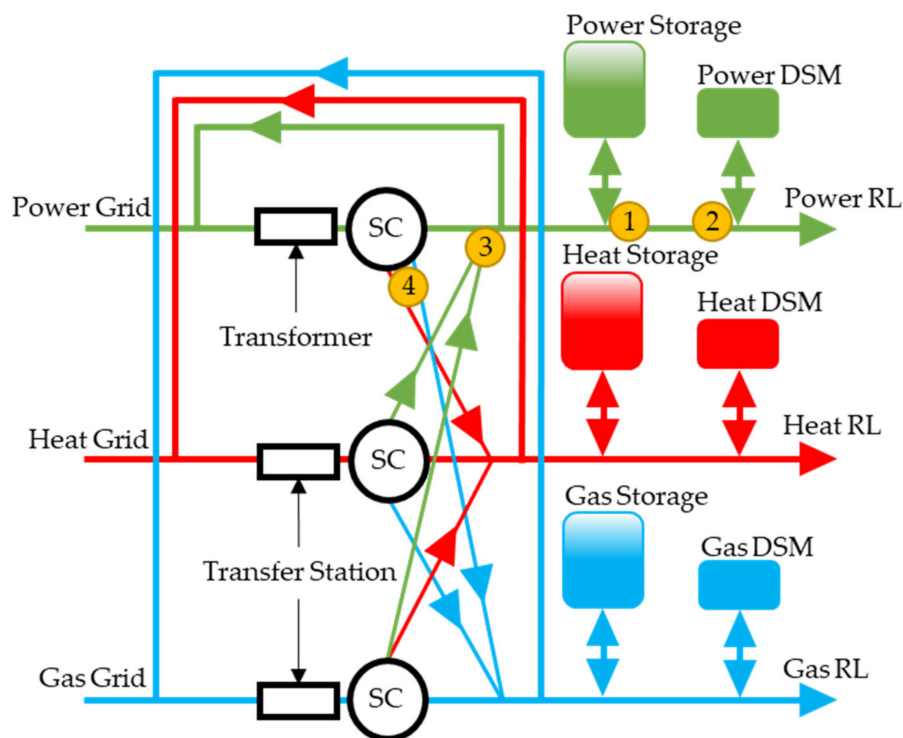 Power Storage
Power DSM
Power Grid
SC
3
1
2
Power RL
4
Heat Storage
Heat DSM
Transformer
Heat Grid
SC
Heat RL
Gas Storage
Gas DSM
Transfer Station
Gas Grid
SC
Gas RL